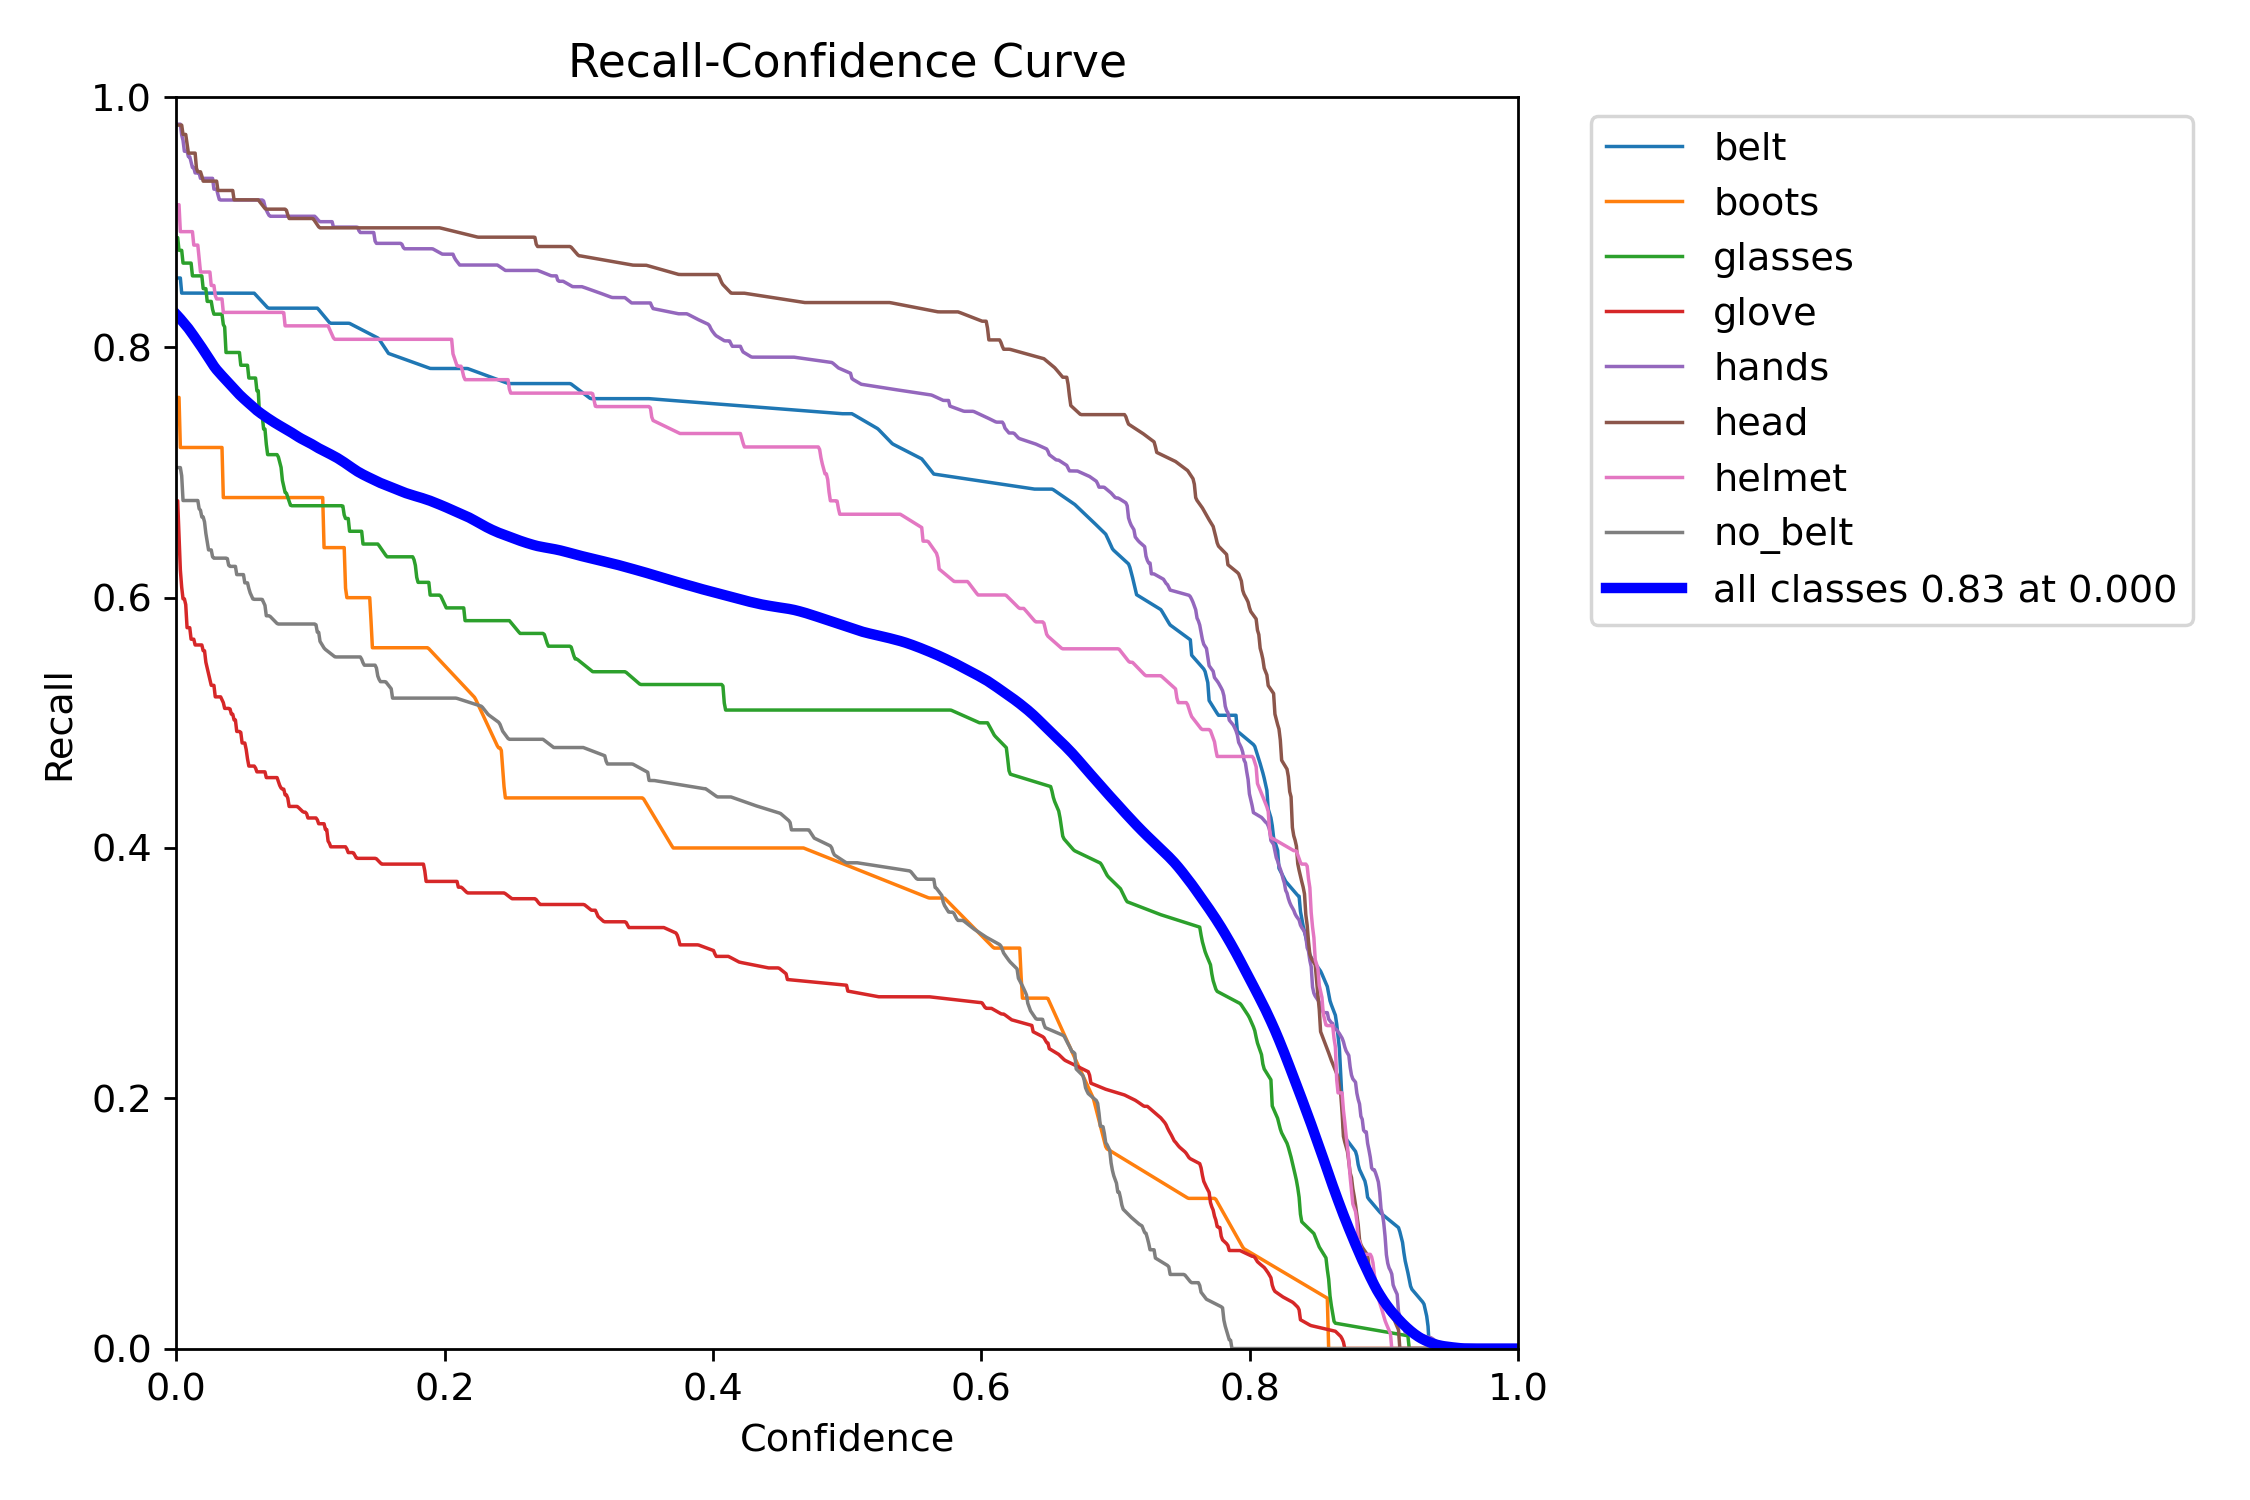 Recall-Confidence Curve
1.0
0.8
0.6
0.4
0.2
0.0
Recall
0.0 0.2 0.4 0.6 0.8 1.0
Confidence
belt
boots
glasses
glove
hands
head
helmet
no_belt
all classes 0.83 at 0.000